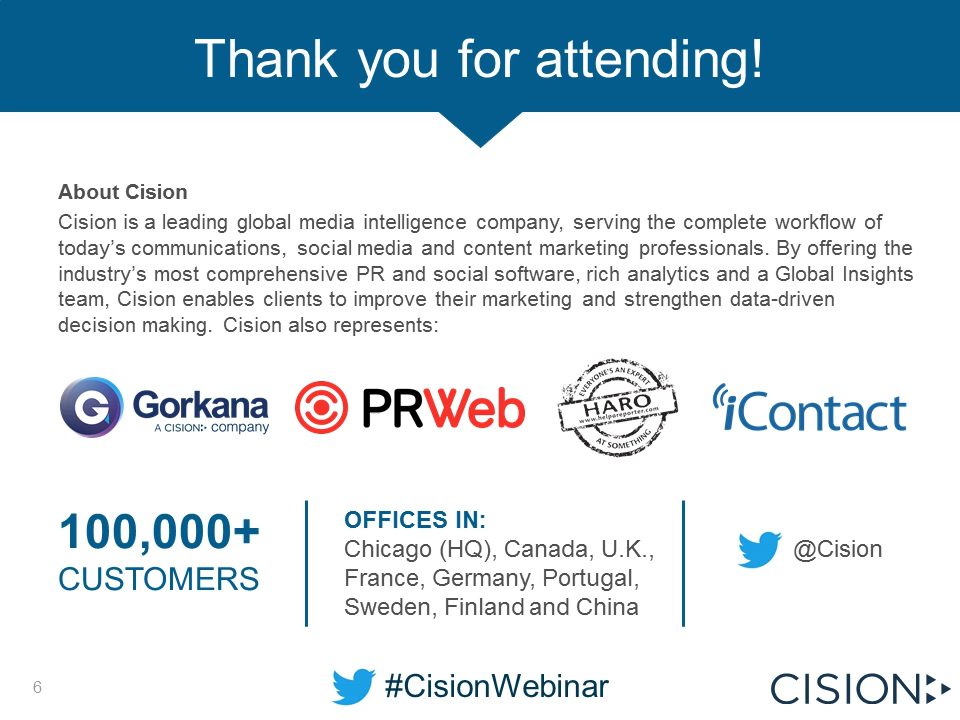 Thank you for attending!
About Cision
Cision is a leading global media intelligence company, serving the complete workflow of
today’s communications, social media and content marketing professionals. By offering the
industry’s most comprehensive PR and social software, rich analytics and a Global Insights
team, Cision enables clients to improve their marketing and strengthen data-driven
decision making. Cision also represents:
G Gorkana
A CISION company
PRWeb
EVERYONE'S AN EXPERT
HARO
www.helpareporter.com
AT SOMETHING
iContact
100,000+
CUSTOMERS
OFFICES IN:
Chicago (HQ), Canada, U.K.,
France, Germany, Portugal,
Sweden, Finland and China
@Cision
6
#CisionWebinar
CISION